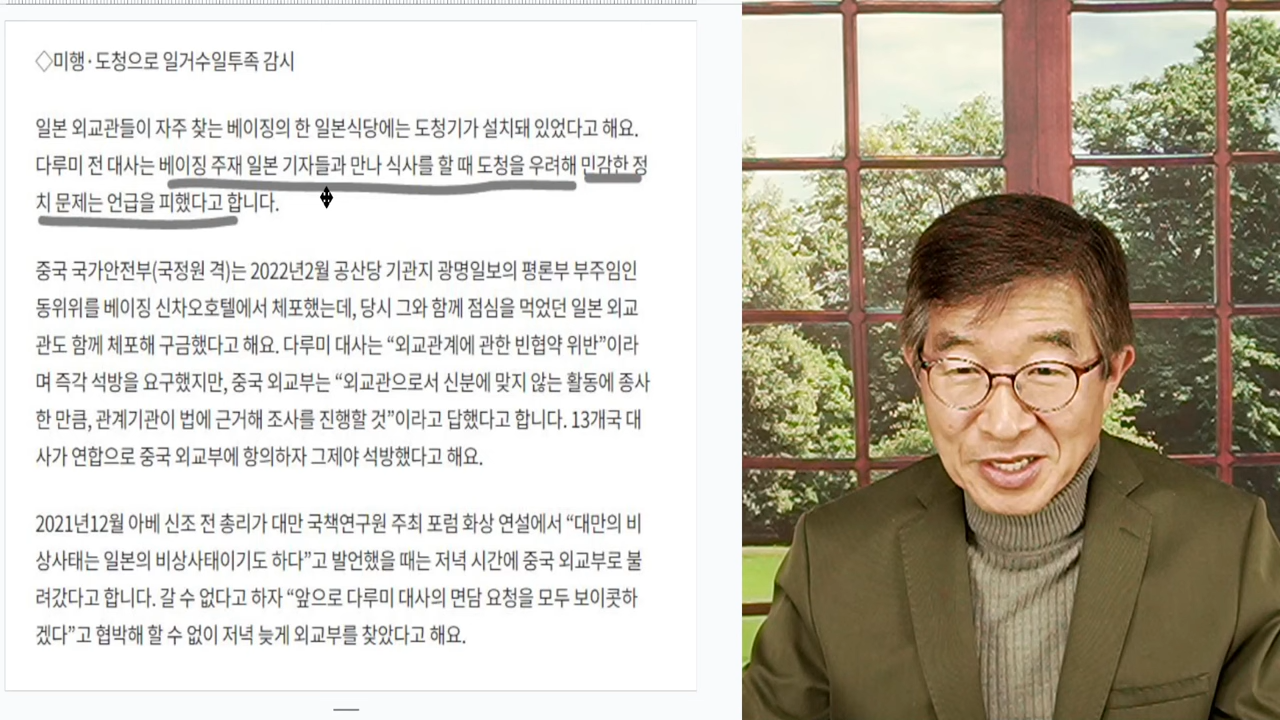 ◇미행·도청으로 일거수일투족 감시
일본 외교관들이 자주 찾는 베이징의 한 일본식당에는 도청기가 설치돼 있었다고 해요.
다루미 전 대사는 베이징 주재 일본 기자들과 만나 식사를 할 때 도청을 우려해 민감한 정
치 문제는 언급을 피했다고 합니다.
중국 국가안전부(국정원 격)는 2022년2월 공산당 기관지 광명일보의 평론부 부주임인
동위위를 베이징 신차오호텔에서 체포했는데, 당시 그와 함께 점심을 먹었던 일본 외교
관도 함께 체포해 구금했다고 해요. 다루미 대사는 “외교관계에 관한 빈협약 위반”이라
며 즉각 석방을 요구했지만, 중국 외교부는 “외교관으로서 신분에 맞지 않는 활동에 종사
한 만큼, 관계기관이 법에 근거해 조사를 진행할 것”이라고 답했다고 합니다. 13개국 대
사가 연합으로 중국 외교부에 항의하자 그제야 석방했다고 해요.
2021년12월 아베 신조 전 총리가 대만 국책연구원 주최 포럼 화상 연설에서 “대만의 비
상사태는 일본의 비상사태이기도 하다”고 발언했을 때는 저녁 시간에 중국 외교부로 불
려갔다고 합니다. 갈 수 없다고 하자 “앞으로 다루미 대사의 면담 요청을 모두 보이콧하
겠다”고 협박해 할 수 없이 저녁 늦게 외교부를 찾았다고 해요.